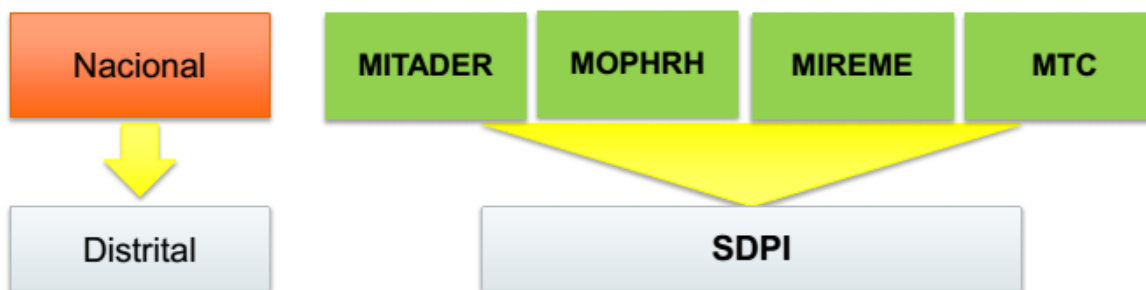 Nacional
MITADER
MOPHRH
MIREME
MTC
Distrital
SDPI